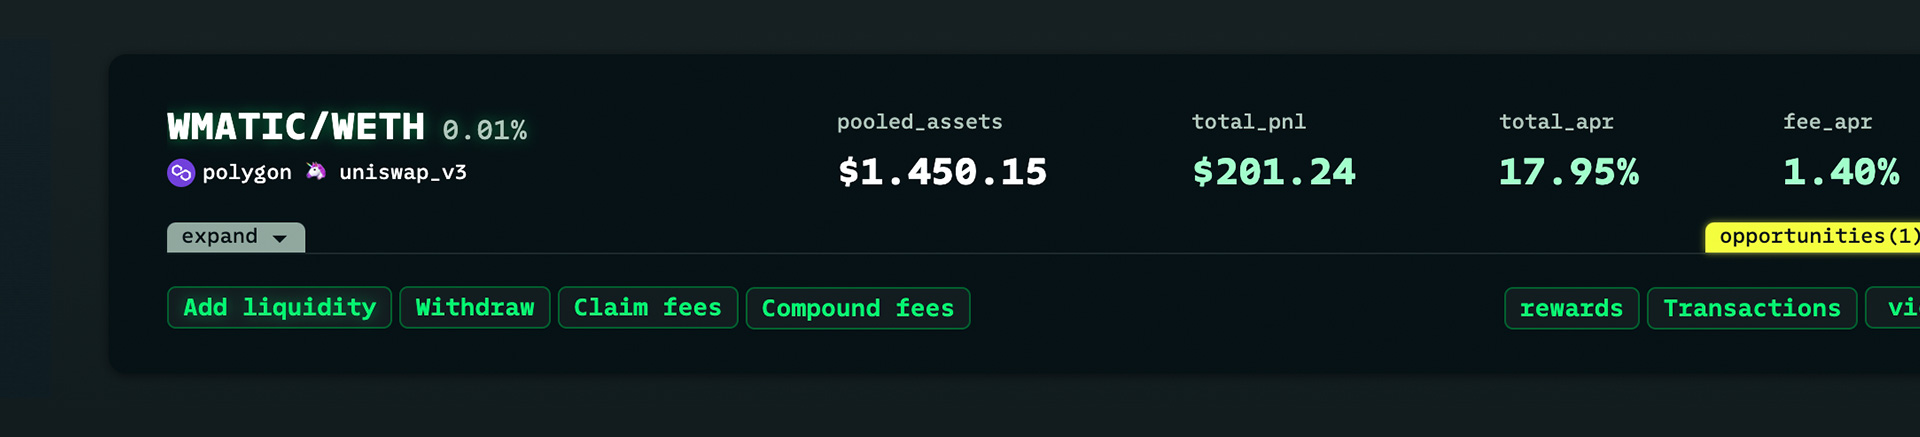 WMATIC/WETH 0.01%
polygon uniswap_v3
pooled_assets
$1.450.15
total_pnl
$201.24
total_apr
17.95%
fee_apr
1.40%
expand
opportunities(1)
Add liquidity Withdraw Claim fees Compound fees
rewards Transactions